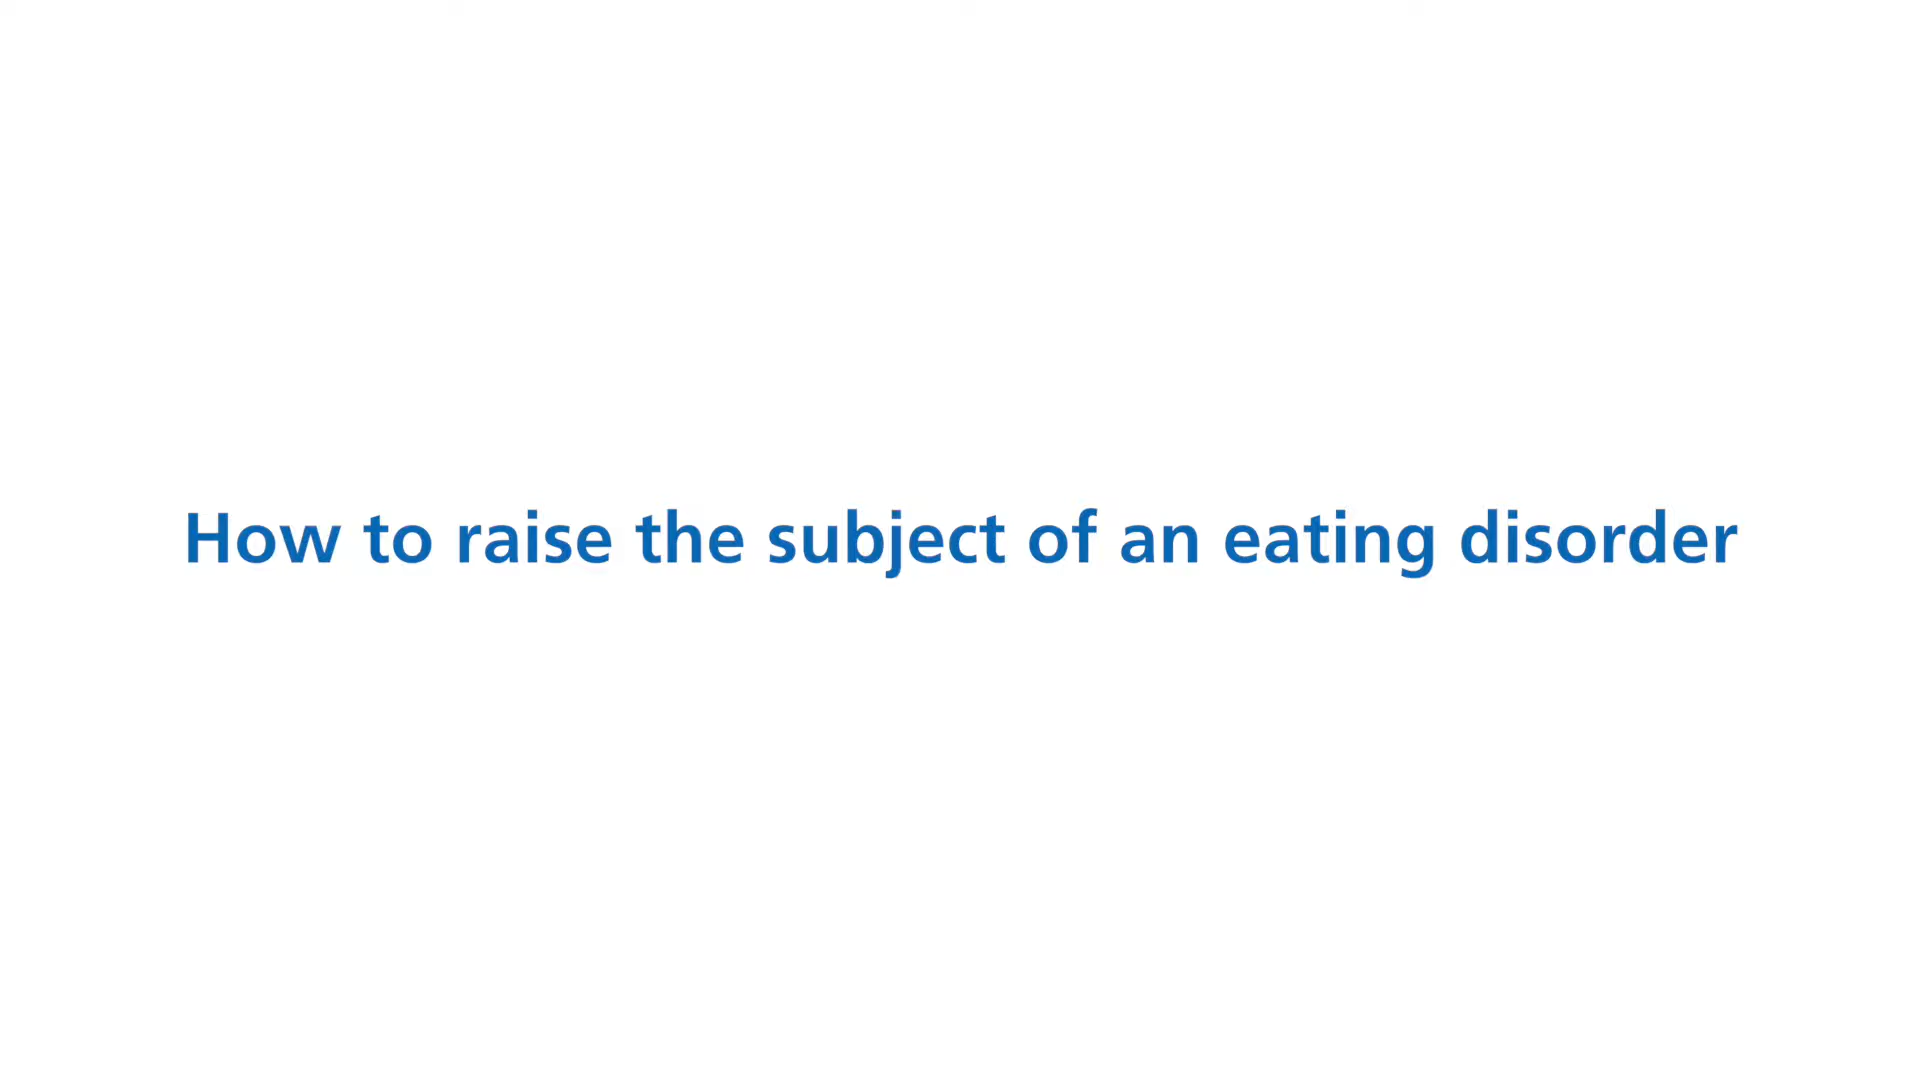 How to raise the subject of an eating disorder